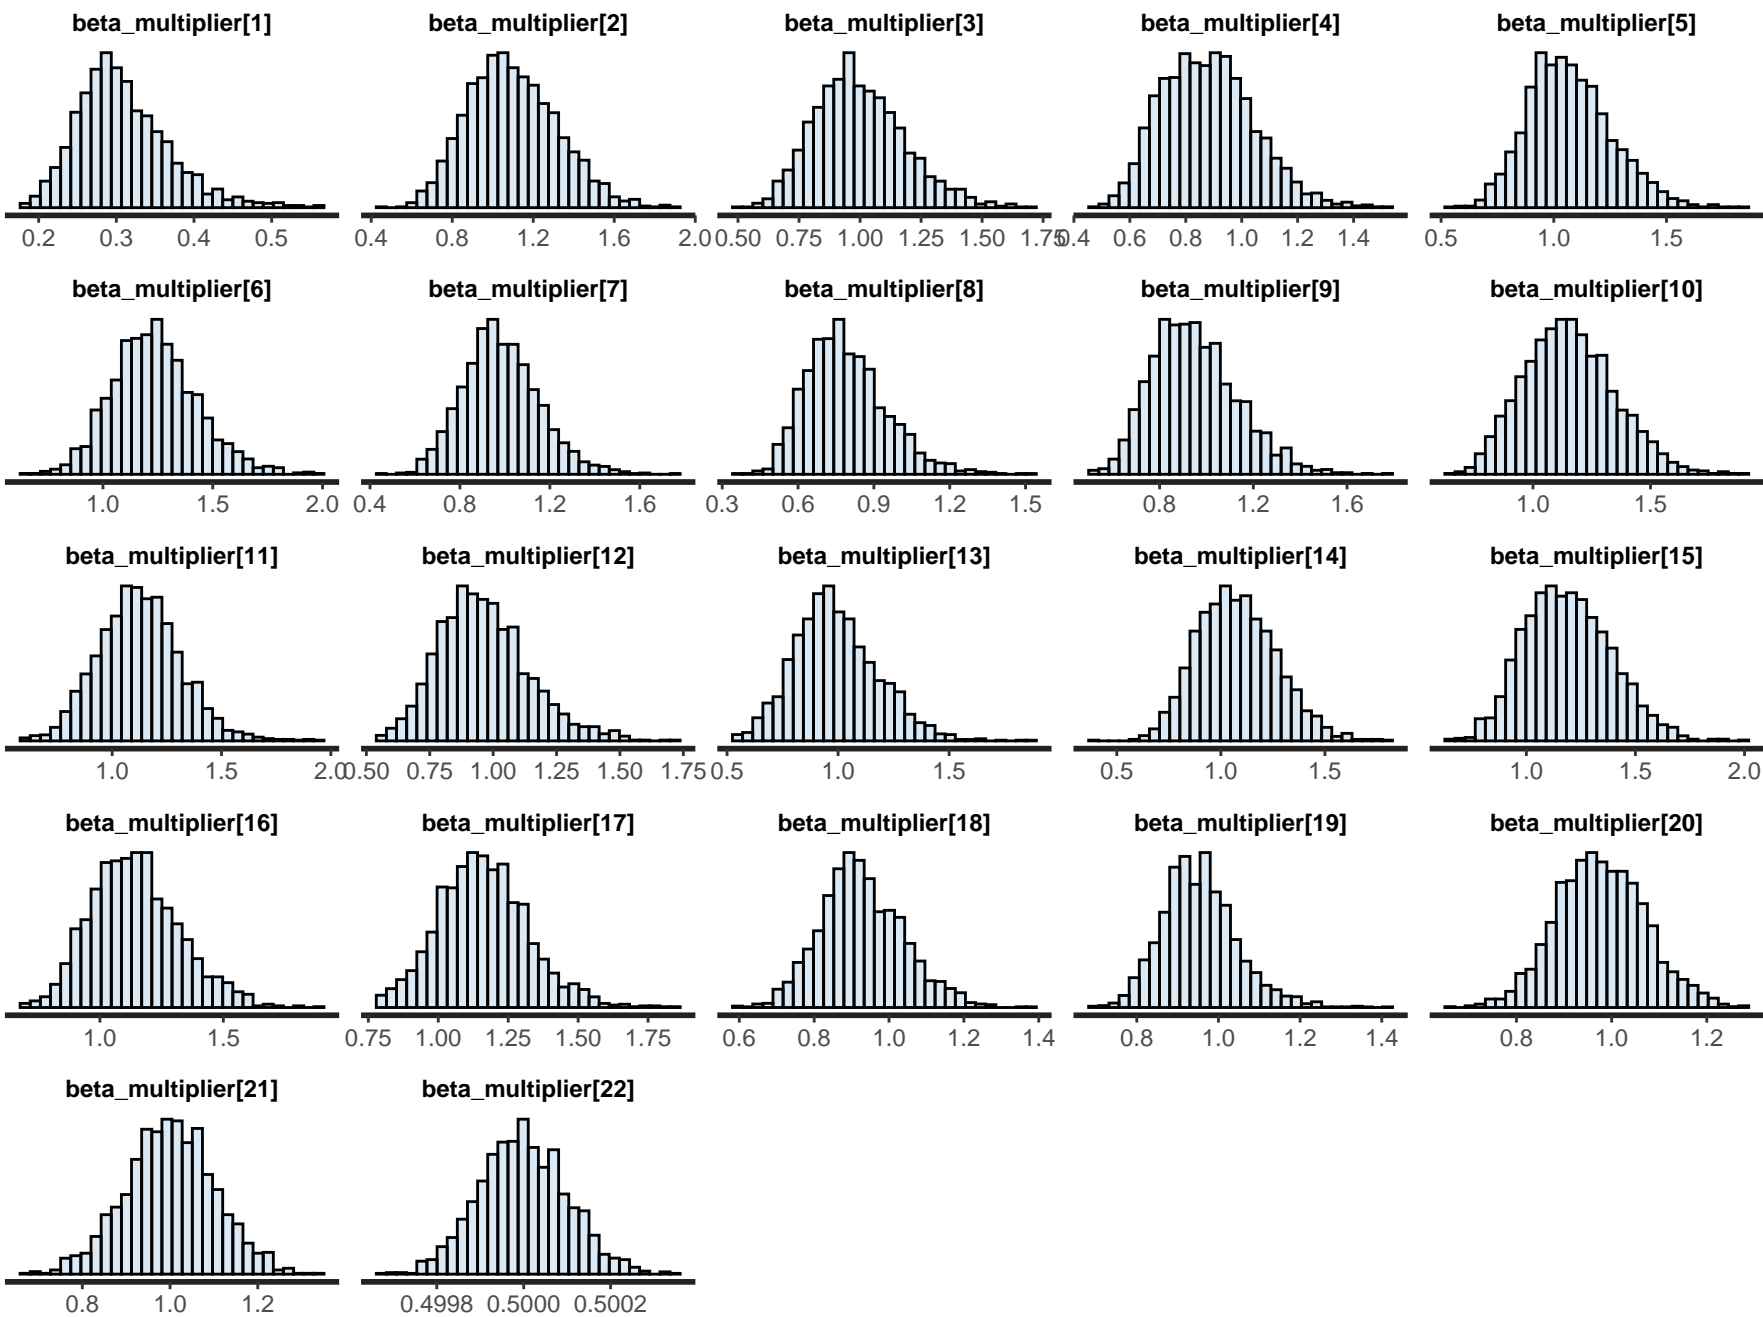 beta_multiplier[1] beta_multiplier[2] beta_multiplier[3] beta_multiplier[4] beta_multiplier[5]
0.2 0.3 0.4 0.5 0.4 0.8 1.2 1.6 2.0 0.50 0.75 1.00 1.25 1.50 1.75 0.4 0.6 0.8 1.0 1.2 1.4 0.5 1.0 1.5
beta_multiplier[6] beta_multiplier[7] beta_multiplier[8] beta_multiplier[9] beta_multiplier[10]
1.0 1.5 2.0 0.4 0.8 1.2 1.6 0.3 0.6 0.9 1.2 1.5 0.8 1.2 1.6 1.0 1.5
beta_multiplier[11] beta_multiplier[12] beta_multiplier[13] beta_multiplier[14] beta_multiplier[15]
1.0 1.5 2.0 0.50 0.75 1.00 1.25 1.50 1.75 0.5 1.0 1.5 0.5 1.0 1.5 1.0 1.5 2.0
beta_multiplier[16] beta_multiplier[17] beta_multiplier[18] beta_multiplier[19] beta_multiplier[20]
1.0 1.5 0.75 1.00 1.25 1.50 1.75 0.6 0.8 1.0 1.2 1.4 0.8 1.0 1.2 1.4 0.8 1.0 1.2
beta_multiplier[21] beta_multiplier[22]
0.8 1.0 1.2 0.4998 0.5000 0.5002